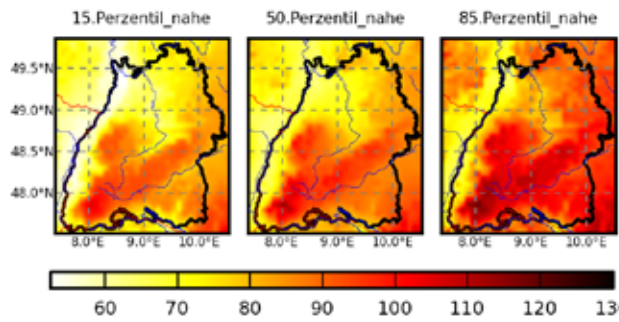 15.Perzentil_nahe 50.Perzentil_nahe 85.Perzentil_nahe
49.5°N
49.0°N
48.5°N
48.0°N
8.0°E 9.0°E 10.0°E 8.0°E 9.0°E 10.0°E 8.0°E 9.0°E 10.0°E
60 70 80 90 100 110 120 130